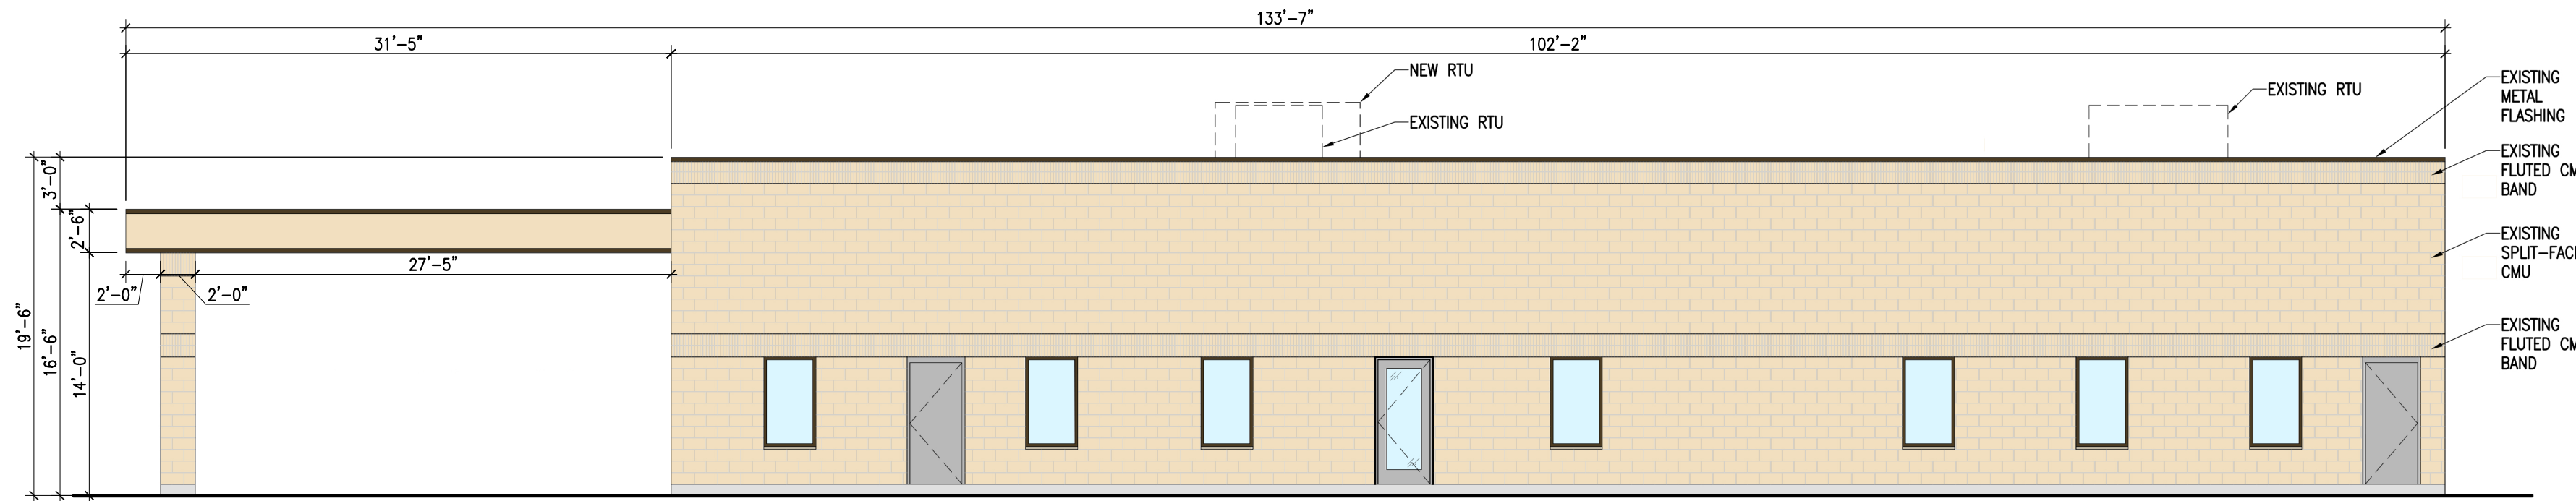 133'-7"
31'-5"
102'-2"
NEW RTU
EXISTING RTU
EXISTING RTU
EXISTING
METAL
FLASHING
EXISTING
FLUTED CM
BAND
EXISTING
SPLIT-FAC
CMU
EXISTING
FLUTED CM
BAND
3'-0"
2'-6"
27'-5"
2'-0"
2'-0"
19'-6"
16'-6"
14'-0"